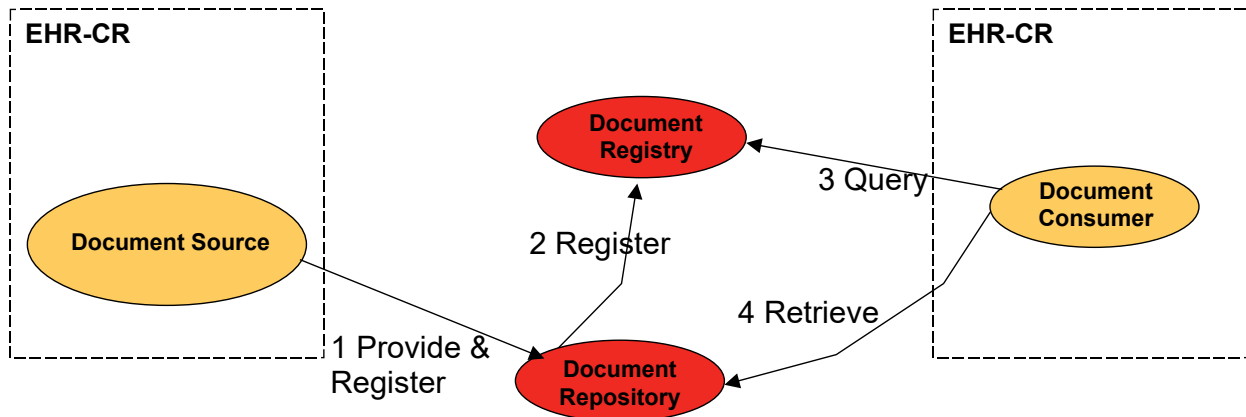 EHR-CR
EHR-CR
Document
Registry
3 Query
Document
Consumer
Document Source
2 Register
4 Retrieve
1 Provide &
Register
Document
Repository